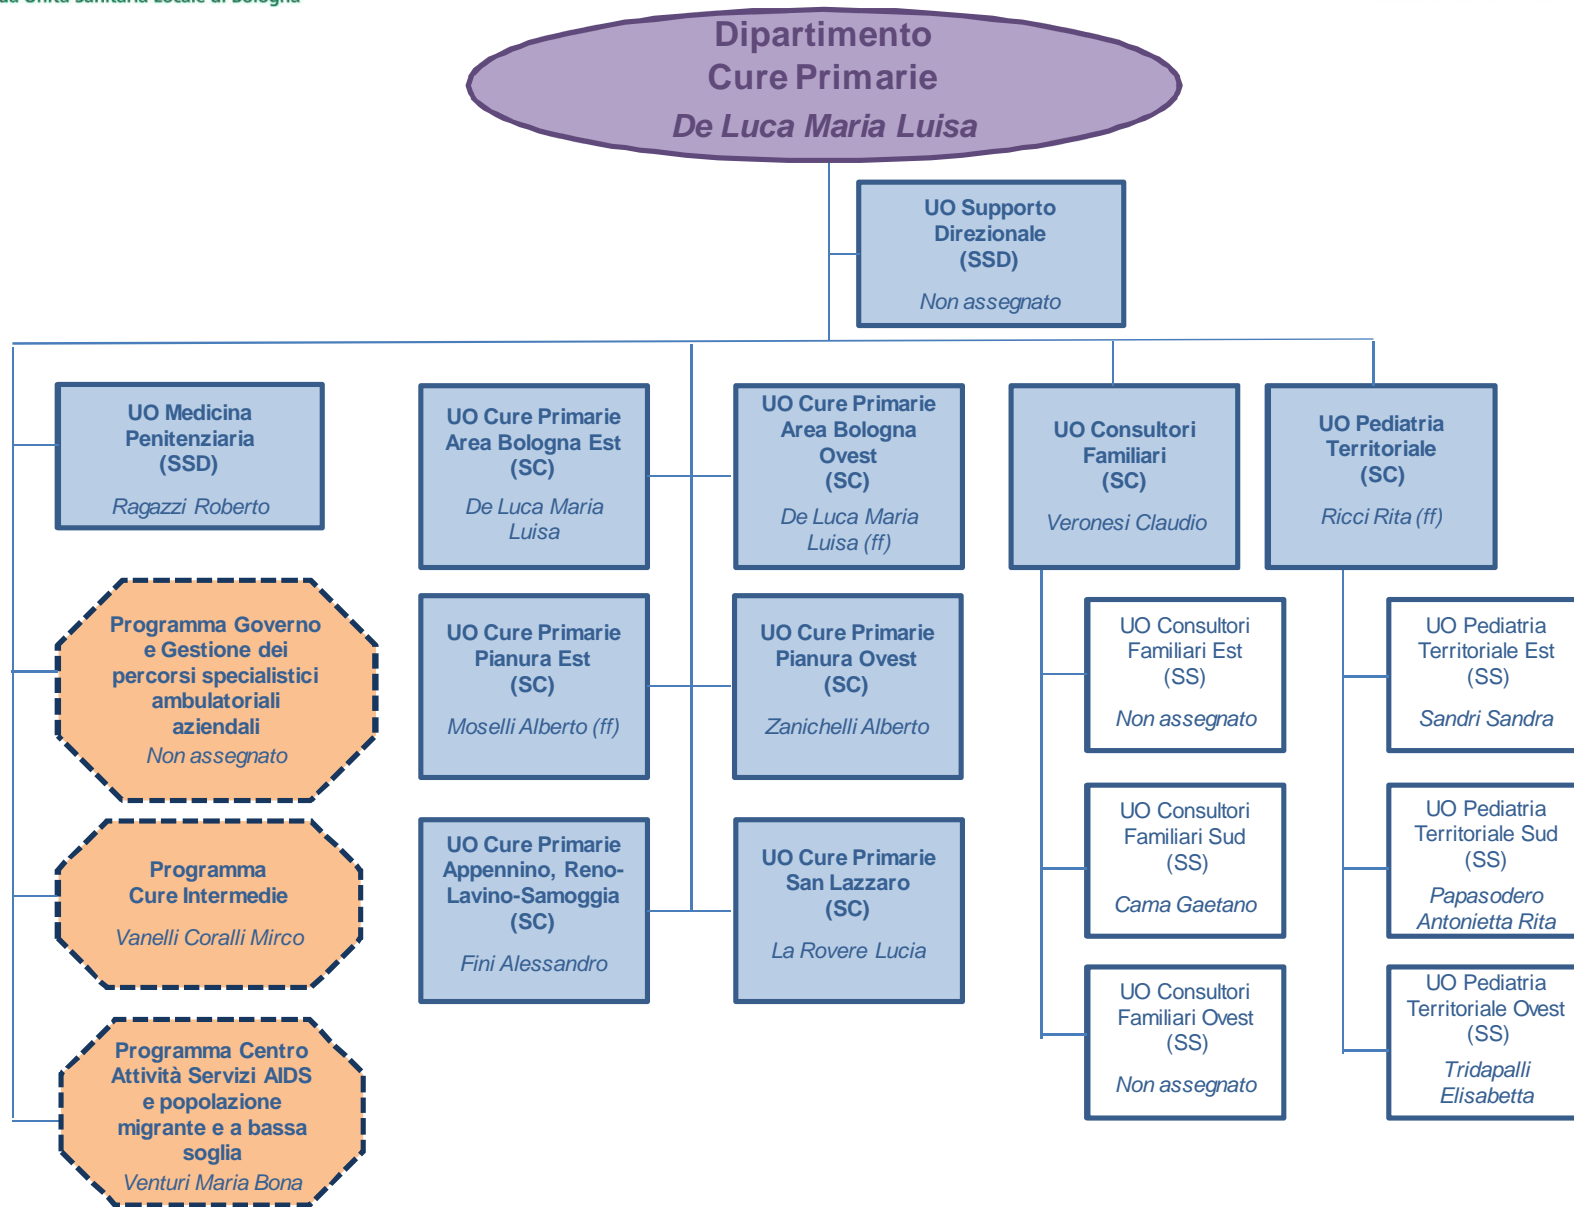 Unità Sanitaria Locale di Bologna
Dipartimento
Cure Primarie
De Luca Maria Luisa
UO Supporto
Direzionale
(SSD)
Non assegnato
UO Medicina
Penitenziaria
(SSD)
Ragazzi Roberto
UO Cure Primarie
Area Bologna Est
(SC)
De Luca Maria
Luisa
UO Cure Primarie
Area Bologna
Ovest
(SC)
De Luca Maria
Luisa (ff)
UO Consultori
Familiari
(SC)
Veronesi Claudio
UO Pediatria
Territoriale
(SC)
Ricci Rita (ff)
Programma Governo
e Gestione dei
percorsi specialistici
ambulatoriali
aziendali
Non assegnato
UO Cure Primarie
Pianura Est
(SC)
Moselli Alberto (ff)
UO Cure Primarie
Pianura Ovest
(SC)
Zanichelli Alberto
UO Consultori
Familiari Est
(SS)
Non assegnato
UO Pediatria
Territoriale Est
(SS)
Sandri Sandra
Programma
Cure Intermedie
Vanelli Coralli Mirco
UO Cure Primarie
Appennino, Reno-
Lavino-Samoggia
(SC)
Fini Alessandro
UO Cure Primarie
San Lazzaro
(SC)
La Rovere Lucia
UO Consultori
Familiari Sud
(SS)
Cama Gaetano
UO Pediatria
Territoriale Sud
(SS)
Papasodero
Antonietta Rita
Programma Centro
Attività Servizi AIDS
e popolazione
migrante e a bassa
soglia
Venturi Maria Bona
UO Consultori
Familiari Ovest
(SS)
Non assegnato
UO Pediatria
Territoriale Ovest
(SS)
Tridapalli
Elisabetta